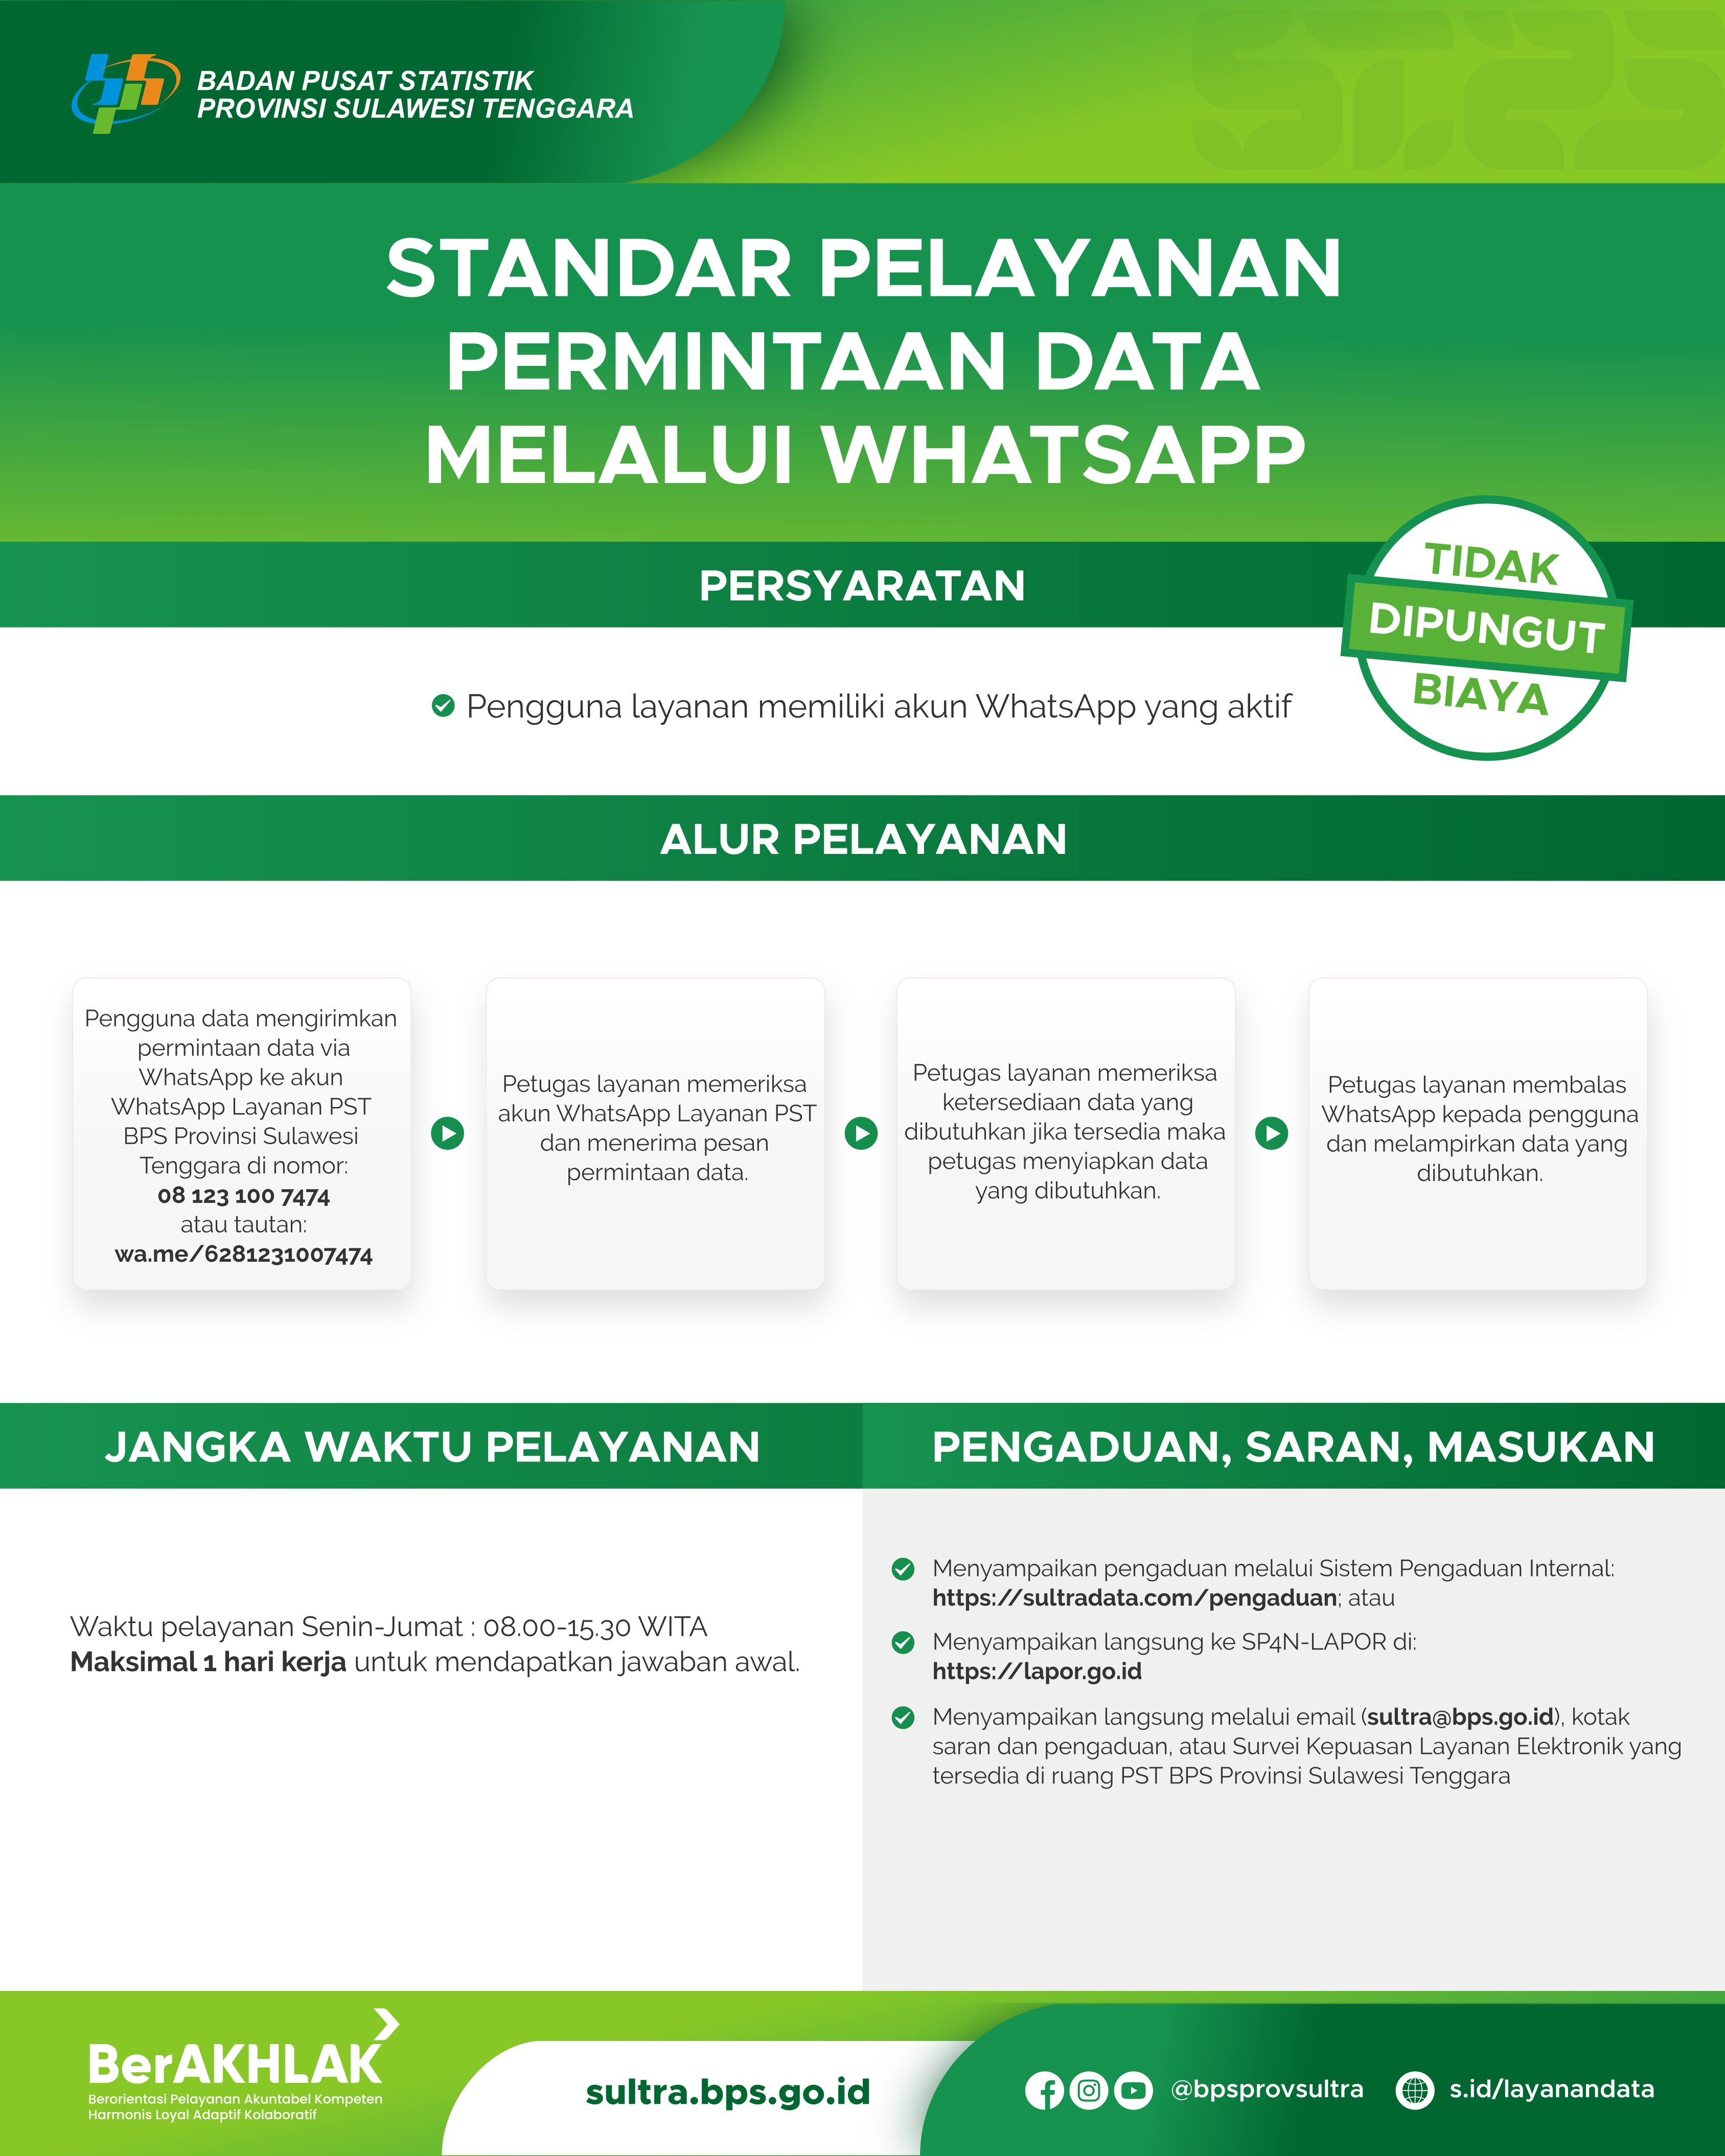 BADAN PUSAT STATISTIK
PROVINSI SULAWESI TENGGARA
ST23
STANDAR PELAYANAN
PERMINTAAN DATA
MELALUI WHATSAPP
PERSYARATAN
TIDAK
DIPUNGUT
BIAYA
Pengguna layanan memiliki akun WhatsApp yang aktif
ALUR PELAYANAN
Pengguna data mengirimkan
permintaan data via
WhatsApp ke akun
WhatsApp Layanan PST
BPS Provinsi Sulawesi
Tenggara di nomor:
08 123 100 7474
atau tautan:
wa.me/6281231007474
Petugas layanan memeriksa
akun WhatsApp Layanan PST
dan menerima pesan
permintaan data.
Petugas layanan memeriksa
ketersediaan data yang
dibutuhkan jika tersedia maka
petugas menyiapkan data
yang dibutuhkan.
Petugas layanan membalas
WhatsApp kepada pengguna
dan melampirkan data yang
dibutuhkan.
JANGKA WAKTU PELAYANAN
Waktu pelayanan Senin-Jumat : 08.00-15.30 WITA
Maksimal 1 hari kerja untuk mendapatkan jawaban awal.
PENGADUAN, SARAN, MASUKAN
Menyampaikan pengaduan melalui Sistem Pengaduan Internal:
https://sultradata.com/pengaduan; atau
Menyampaikan langsung ke SP4N-LAPOR di:
https://lapor.go.id
Menyampaikan langsung melalui email (sultra@bps.go.id), kotak
saran dan pengaduan, atau Survei Kepuasan Layanan Elektronik yang
tersedia di ruang PST BPS Provinsi Sulawesi Tenggara
BerAKHLAK
Berorientasi Pelayanan Akuntabel Kompeten
Harmonis Loyal Adaptif Kolaboratif
sultra.bps.go.id
@bpsprovsultra
s.id/layanandata